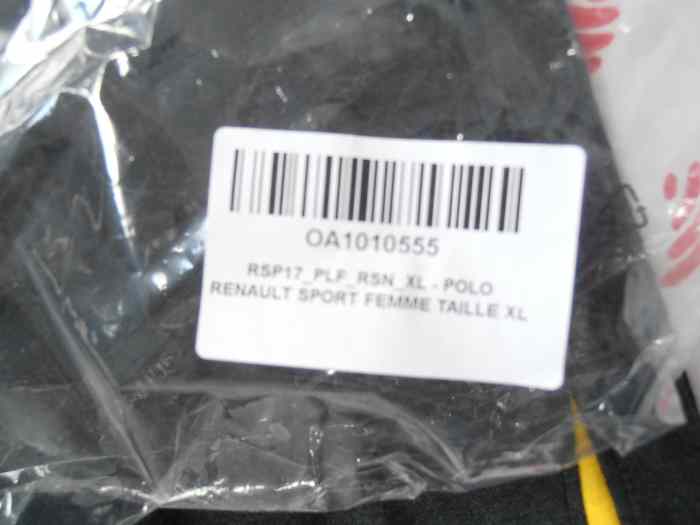 OA1010555
RSP17_PLF_RSN_XL - POLO
RENAULT SPORT FEMME TAILLE XL